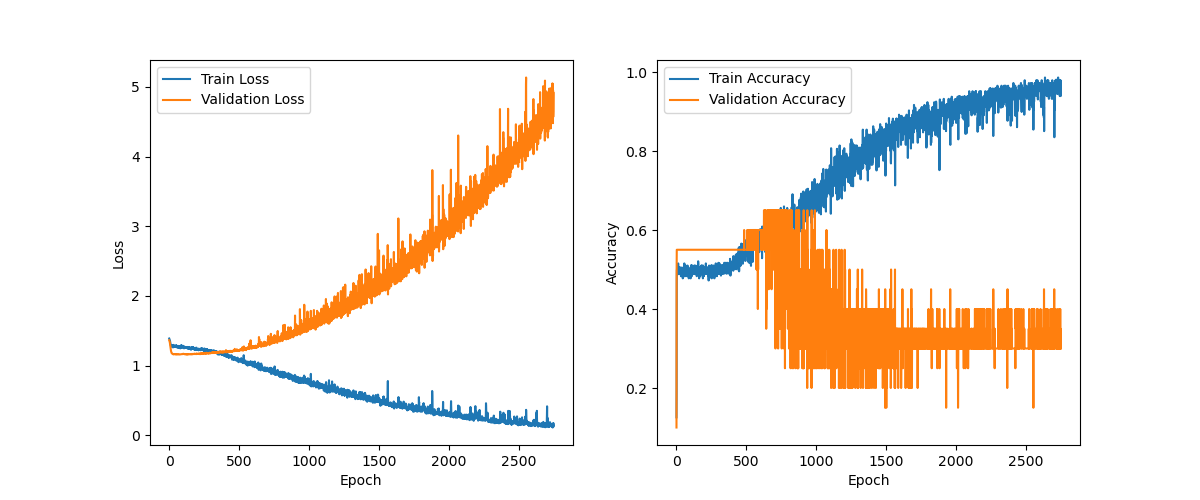 Train Loss
Validation Loss
5
4
3
2
1
0
Loss
0 500 1000 1500 2000 2500
Epoch
Train Accuracy
Validation Accuracy
1.0
0.8
0.6
0.4
0.2
Accuracy
0 500 1000 1500 2000 2500
Epoch